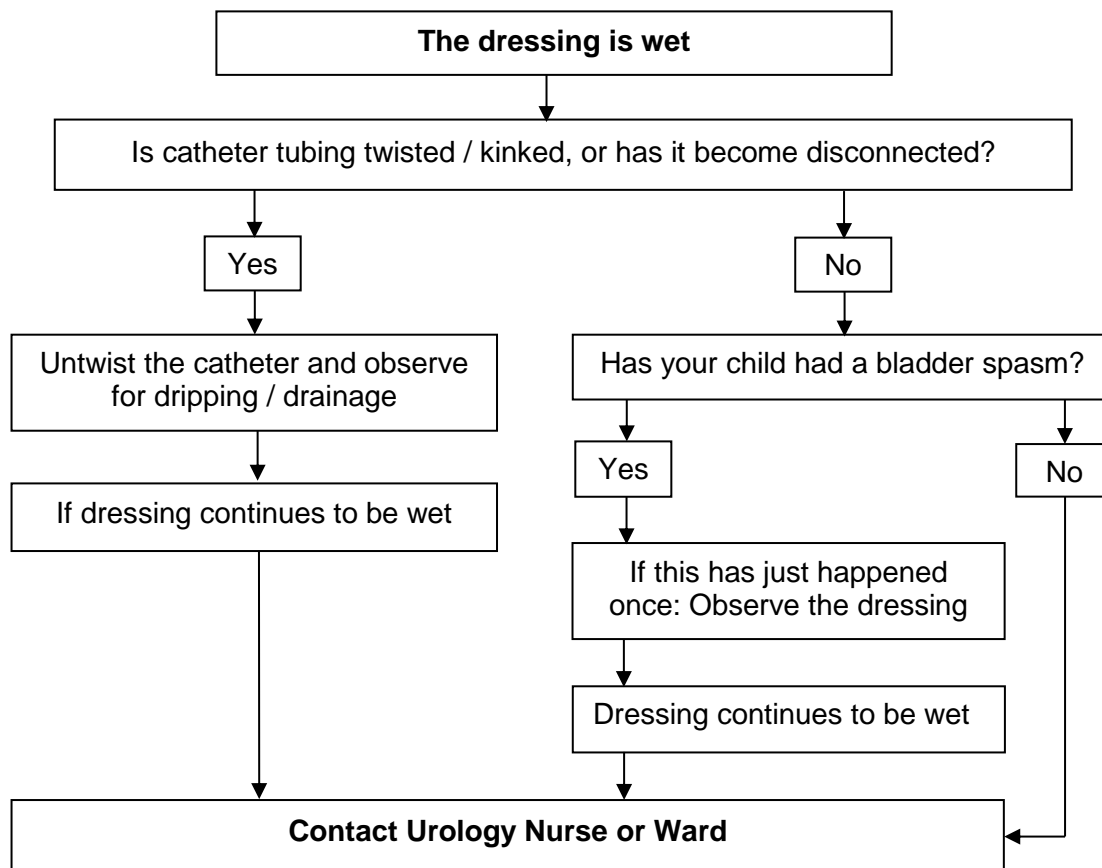 The dressing is wet
Is catheter tubing twisted / kinked, or has it become disconnected?
Yes
No
Untwist the catheter and observe
for dripping / drainage
Has your child had a bladder spasm?
Yes
No
If dressing continues to be wet
If this has just happened
once: Observe the dressing
Dressing continues to be wet
Contact Urology Nurse or Ward